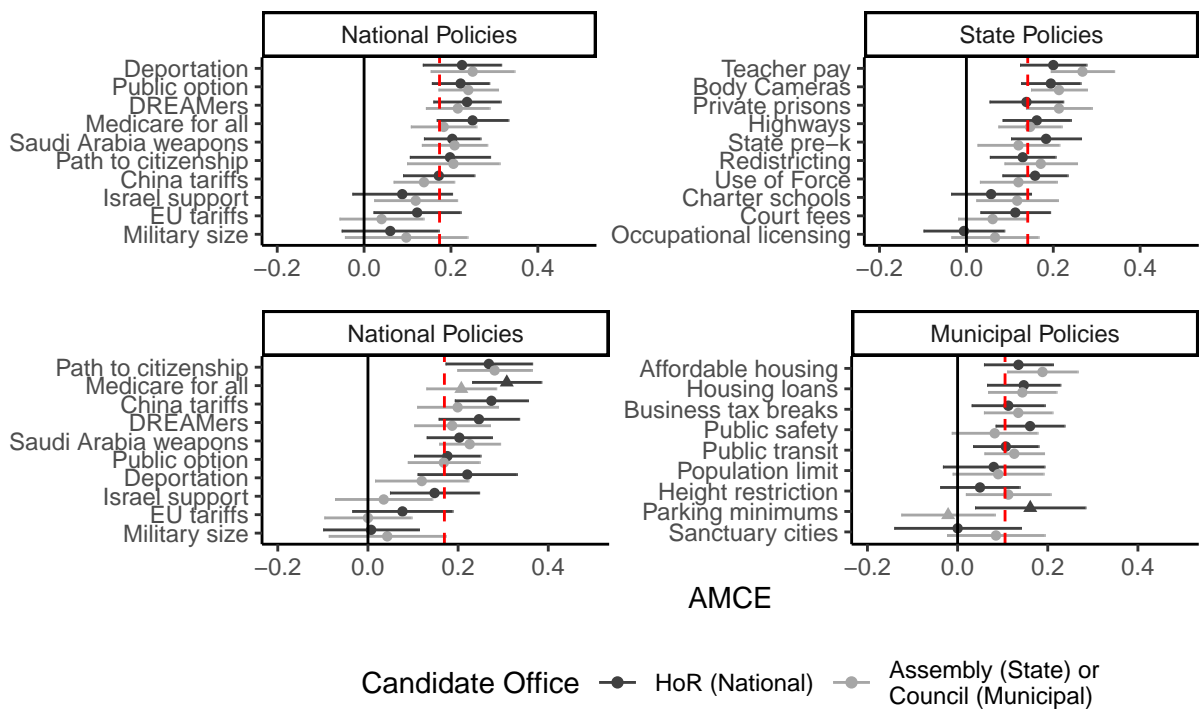 National Policies
Deportation
Public option
DREAMers
Medicare for all
Saudi Arabia weapons
Path to citizenship
China tariffs
Israel support
EU tariffs
Military size
−0.2 0.0 0.2 0.4
State Policies
Teacher pay
Body Cameras
Private prisons
Highways
State pre−k
Redistricting
Use of Force
Charter schools
Court fees
Occupational licensing
−0.2 0.0 0.2 0.4
National Policies
Path to citizenship
Medicare for all
China tariffs
DREAMers
Saudi Arabia weapons
Public option
Deportation
Israel support
EU tariffs
Military size
−0.2 0.0 0.2 0.4
Municipal Policies
Affordable housing
Housing loans
Business tax breaks
Public safety
Public transit
Population limit
Height restriction
Parking minimums
Sanctuary cities
−0.2 0.0 0.2 0.4
AMCE
Candidate Office
HoR (National)
Assembly (State) or
Council (Municipal)